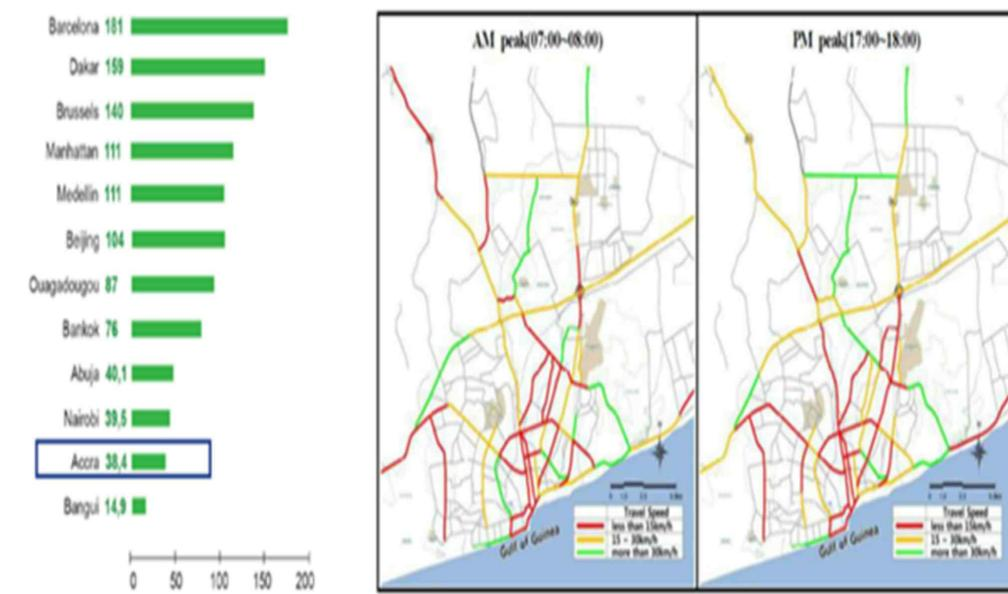 Barcelona 181
Dakar 159
Brussels 140
Manhattan 111
Medellin 111
Beijing 104
Ouagadougou 87
Bankok 76
Abuja 40,1
Nairobi 39,5
Accra 38,4
Bangui 14,9
0 50 100 150 200
AM peak(07:00~08:00)
Gulf of Guinea
Travel Speed
less than 15km/h
15 ~ 30km/h
more than 30km/h
PM peak(17:00~18:00)
Gulf of Guinea
Travel Speed
less than 15km/h
15 ~ 30km/h
more than 30km/h